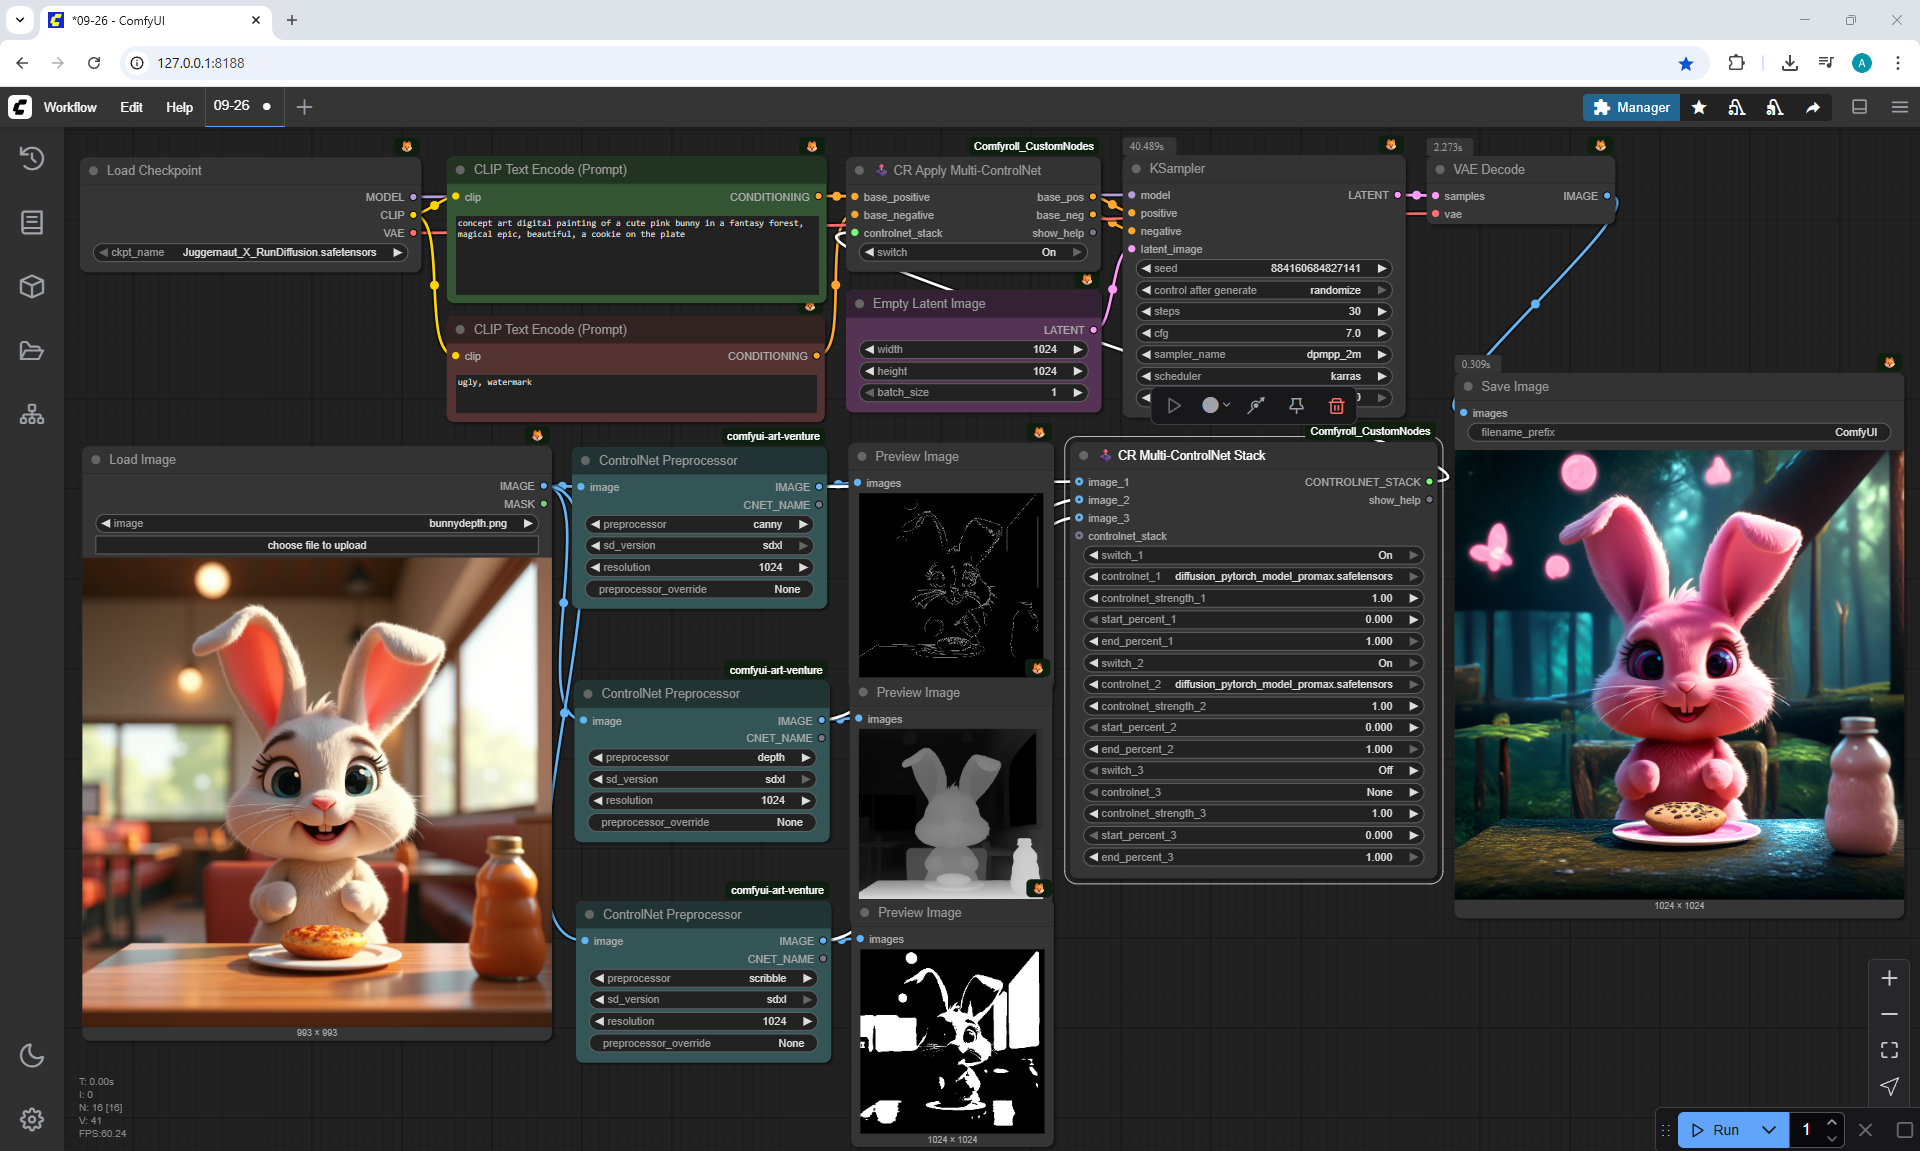 *09-26 - ComfyUI
127.0.0.1:8188
A
Workflow
Edit
Help
09-26
Manager
Load Checkpoint
MODEL
CLIP
VAE
ckpt_name Juggernaut_X_RunDiffusion.safetensors
CLIP Text Encode (Prompt)
clip CONDITIONING
concept art digital painting of a cute pink bunny in a fantasy forest,
magical epic, beautiful, a cookie on the plate
CLIP Text Encode (Prompt)
clip CONDITIONING
ugly, watermark
Comfyroll_CustomNodes
CR Apply Multi-ControlNet
base_positive base_pos
base_negative base_neg
controlnet_stack show_help
switch On
Empty Latent Image
LATENT
width 1024
height 1024
batch_size 1
40.489s
KSampler
model LATENT
positive
negative
latent_image
seed 884160684827141
control after generate randomize
steps 30
cfg 7.0
sampler_name dpmpp_2m
scheduler karras
2.273s
VAE Decode
samples IMAGE
vae
0.309s
Save Image
images
filename_prefix ComfyUI
1024 × 1024
Load Image
IMAGE
MASK
image bunnydepth.png
choose file to upload
993 × 993
comfyui-art-venture
ControlNet Preprocessor
image IMAGE
CNET_NAME
preprocessor canny
sd_version sdxl
resolution 1024
preprocessor_override None
comfyui-art-venture
ControlNet Preprocessor
image IMAGE
CNET_NAME
preprocessor depth
sd_version sdxl
resolution 1024
preprocessor_override None
comfyui-art-venture
ControlNet Preprocessor
image IMAGE
CNET_NAME
preprocessor scribble
sd_version sdxl
resolution 1024
preprocessor_override None
Preview Image
images
Preview Image
images
Preview Image
images
1024 × 1024
Comfyroll_CustomNodes
CR Multi-ControlNet Stack
image_1 CONTROLNET_STACK
image_2 show_help
image_3
controlnet_stack
switch_1 On
controlnet_1 diffusion_pytorch_model_promax.safetensors
controlnet_strength_1 1.00
start_percent_1 0.000
end_percent_1 1.000
switch_2 On
controlnet_2 diffusion_pytorch_model_promax.safetensors
controlnet_strength_2 1.00
start_percent_2 0.000
end_percent_2 1.000
switch_3 Off
controlnet_3 None
controlnet_strength_3 1.00
start_percent_3 0.000
end_percent_3 1.000
T: 0.00s
I: 0
N: 16 [16]
V: 41
FPS:60.24
Run 1